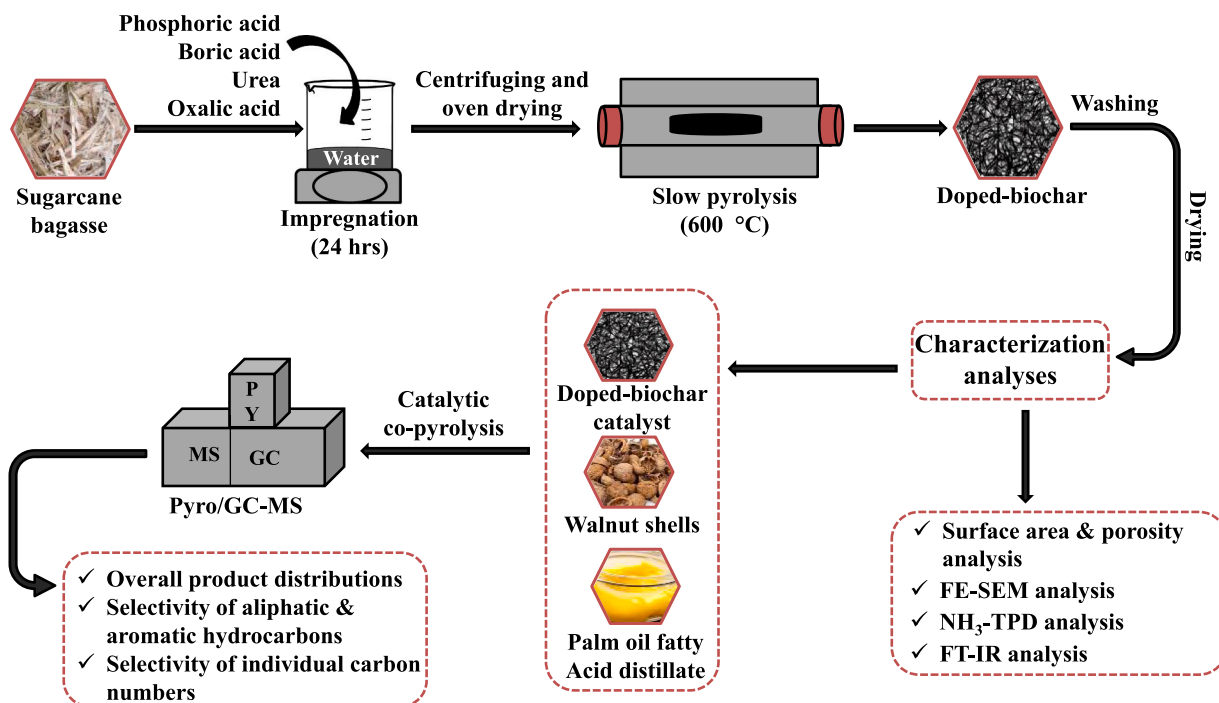 Phosphoric acid
Boric acid
Urea
Oxalic acid
Sugarcane
bagasse
Water
Impregnation
(24 hrs)
Centrifuging and
oven drying
Slow pyrolysis
(600 °C)
Doped-biochar
Washing
Drying
Characterization
analyses
✓ Surface area & porosity
analysis
✓ FE-SEM analysis
✓ NH₃-TPD analysis
✓ FT-IR analysis
Doped-biochar
catalyst
Walnut shells
Palm oil fatty
Acid distillate
Catalytic
co-pyrolysis
P
Y
MS
GC
Pyro/GC-MS
✓ Overall product distributions
✓ Selectivity of aliphatic &
aromatic hydrocarbons
✓ Selectivity of individual carbon
numbers